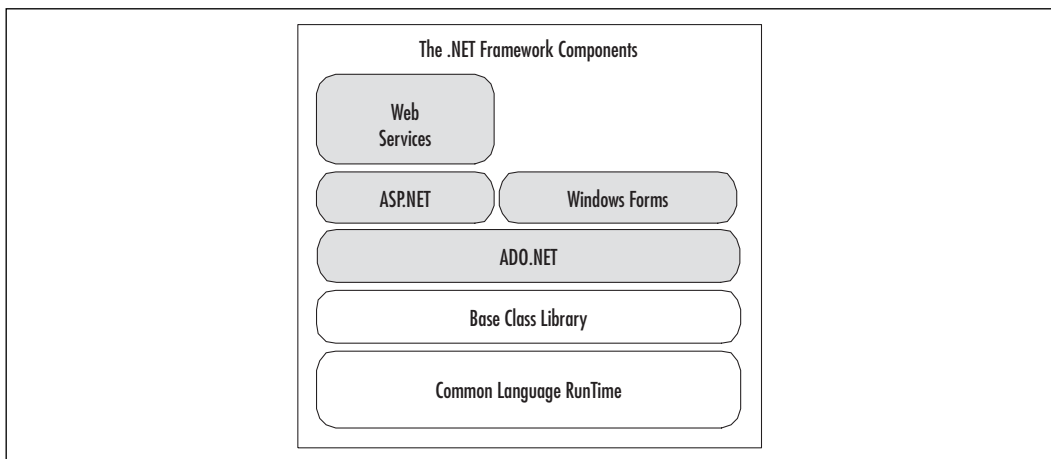 The .NET Framework Components
Web
Services
ASP.NET
Windows Forms
ADO.NET
Base Class Library
Common Language RunTime